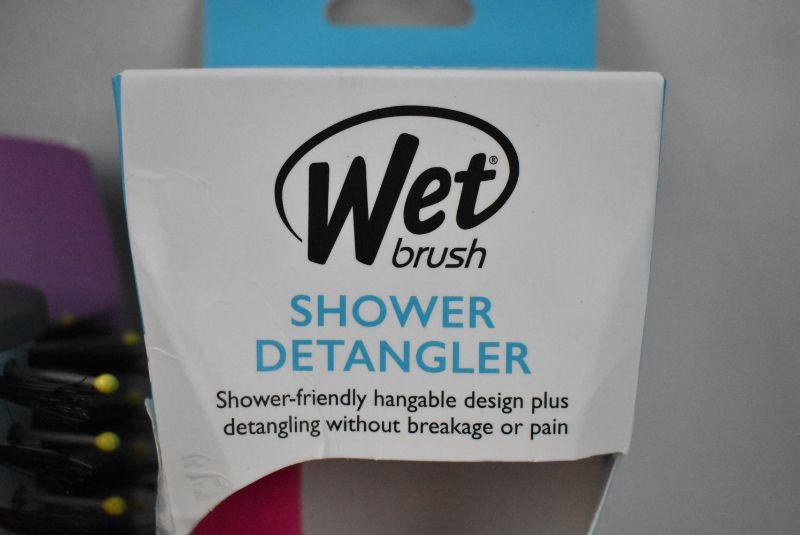 Wet®
brush
SHOWER
DETANGLER
Shower-friendly hangable design plus
detangling without breakage or pain